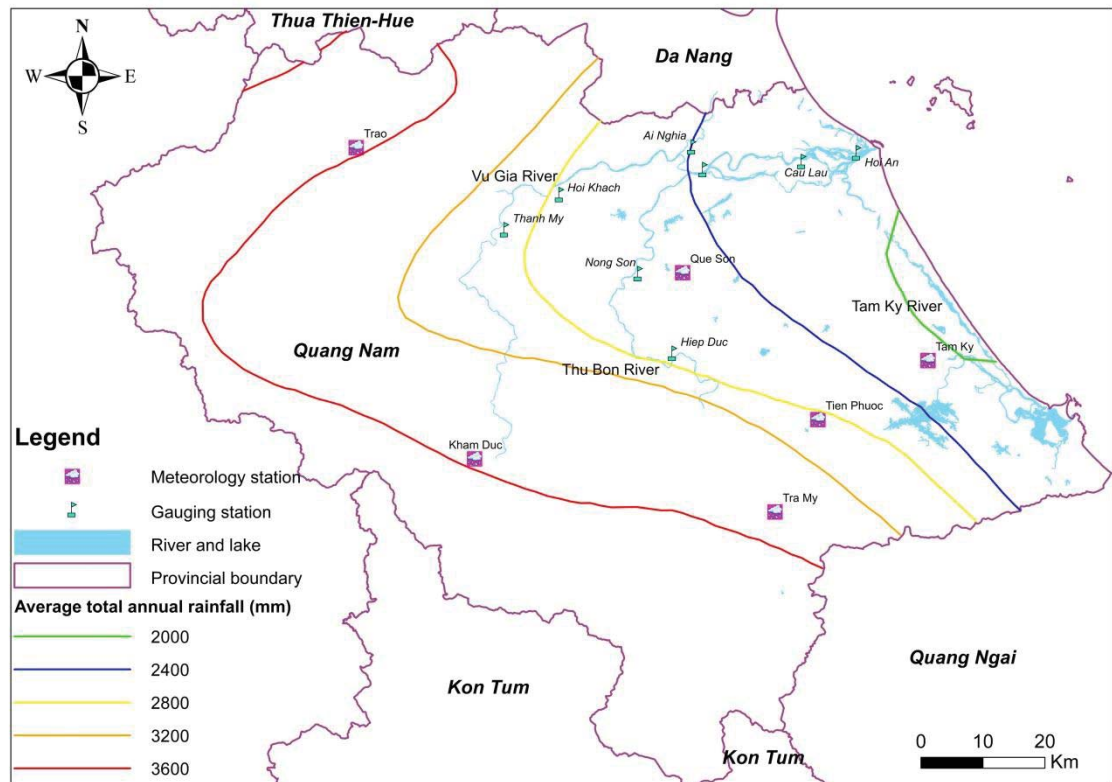 Thua Thien-Hue
Da Nang
N
W E
S
Trao
Ai Nghia
Hoi An
Cau Lau
Vu Gia River
Hoi Khach
Thanh My
Nong Son
Que Son
Tam Ky River
Quang Nam
Hiep Duc
Tam Ky
Thu Bon River
Tien Phuoc
Kham Duc
Tra My
Quang Ngai
Kon Tum
Kon Tum
Legend
Meteorology station
Gauging station
River and lake
Provincial boundary
Average total annual rainfall (mm)
2000
2400
2800
3200
3600
0 10 20
Km